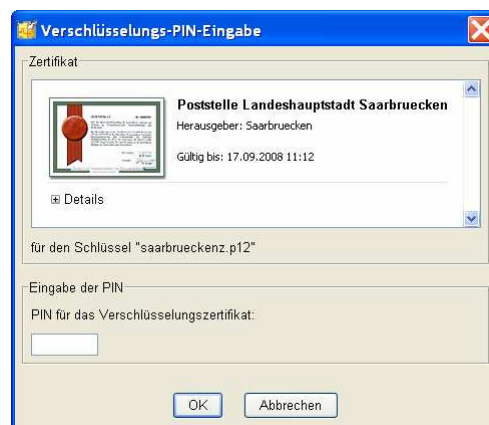 Verschlüsselungs-PIN-Eingabe
Zertifikat
Poststelle Landeshauptstadt Saarbruecken
Herausgeber: Saarbruecken
Gültig bis: 17.09.2008 11:12
Details
für den Schlüssel "saarbrueckenz.p12"
Eingabe der PIN
PIN für das Verschlüsselungszertifikat:
OK Abbrechen